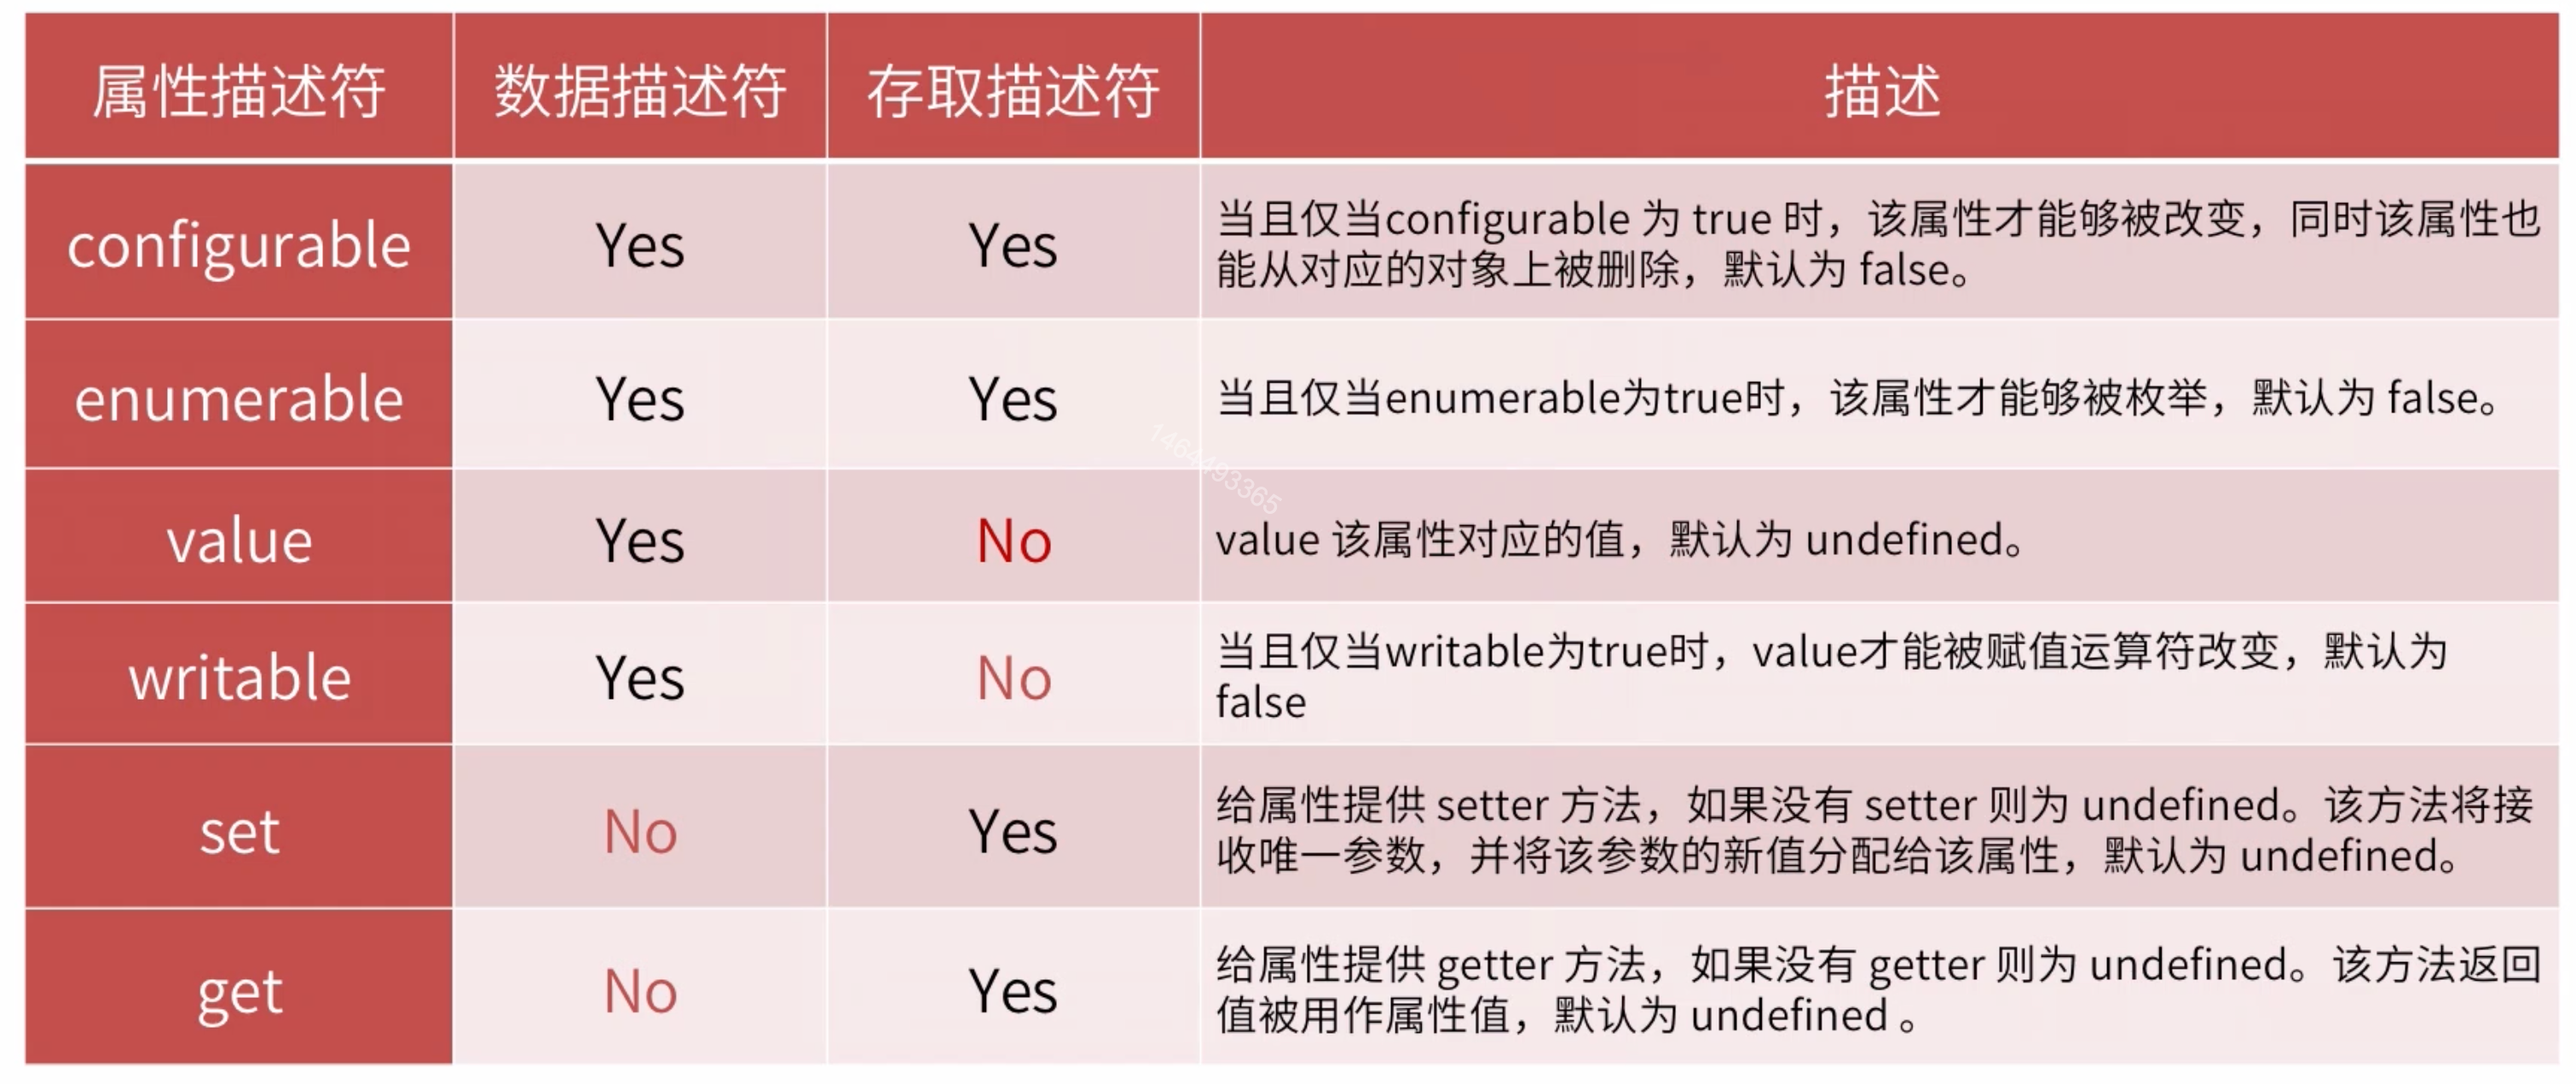 属性描述符 数据描述符 存取描述符 描述
configurable Yes Yes 当且仅当configurable 为 true 时，该属性才能够被改变，同时该属性也
能从对应的对象上被删除，默认为 false。
enumerable Yes Yes 当且仅当enumerable为true时，该属性才能够被枚举，默认为 false。
1464493365
value Yes No value 该属性对应的值，默认为 undefined。
writable Yes No 当且仅当writable为true时，value才能被赋值运算符改变，默认为
false
set No Yes 给属性提供 setter 方法，如果没有 setter 则为 undefined。该方法将接
收唯一参数，并将该参数的新值分配给该属性，默认为 undefined。
get No Yes 给属性提供 getter 方法，如果没有 getter 则为 undefined。该方法返回
值被用作属性值，默认为 undefined 。